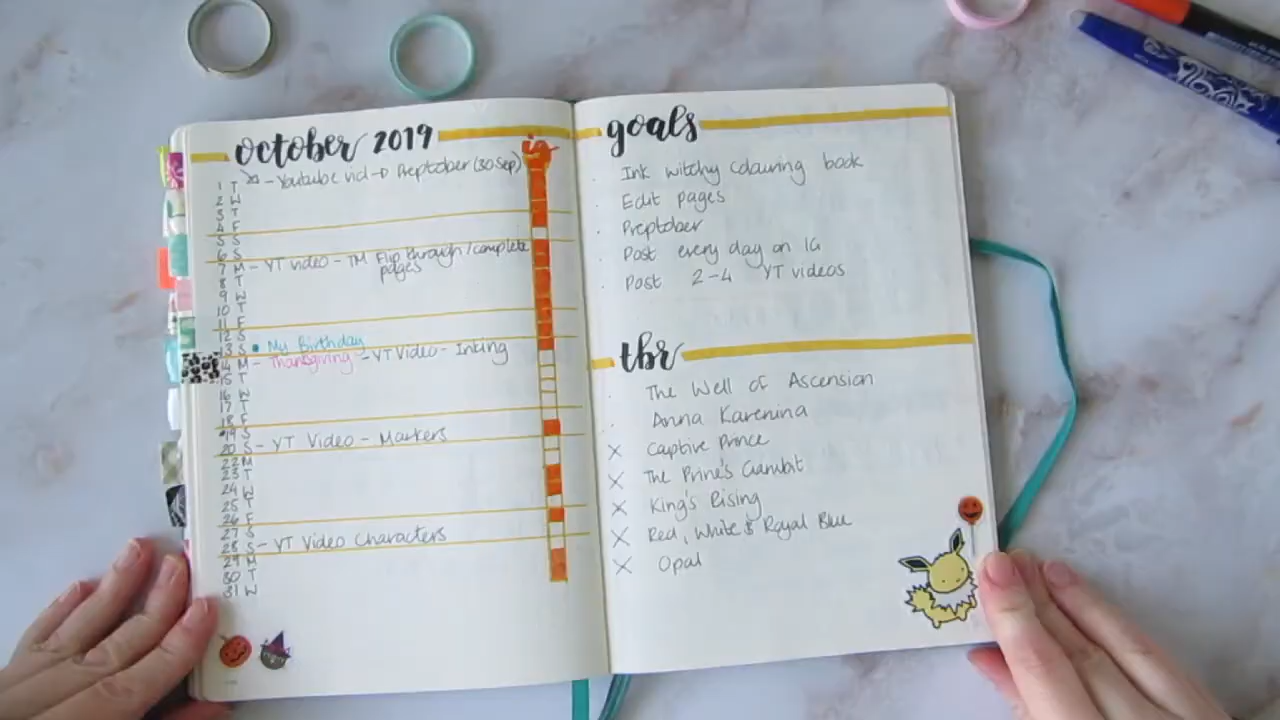 october 2019
IG
- Youtube vid → Preptober (30 Sep)
1 T
2 W
3 T
4 F
5 S
6 S
7 M - YT video - TM Flip through/complete
pages
8 T
9 W
10 T
11 F
12 S
13 S • My Birthday
14 M - Thanksgiving - YT Video - Inking
15 T
16 W
17 T
18 F
19 S
20 S - YT Video - Markers
22 M
23 T
24 W
25 T
26 F
27 S
28 S - YT Video Characters
29 M
30 T
31 W
goals
. Ink witchy colouring book
. Edit pages
. Preptober
. Post every day on IG
. Post 2-4 YT videos
tbr
. The Well of Ascension
. Anna Karenina
X Captive Prince
X The Prine's Gambit
X King's Rising
X Red, White & Royal Blue
X Opal